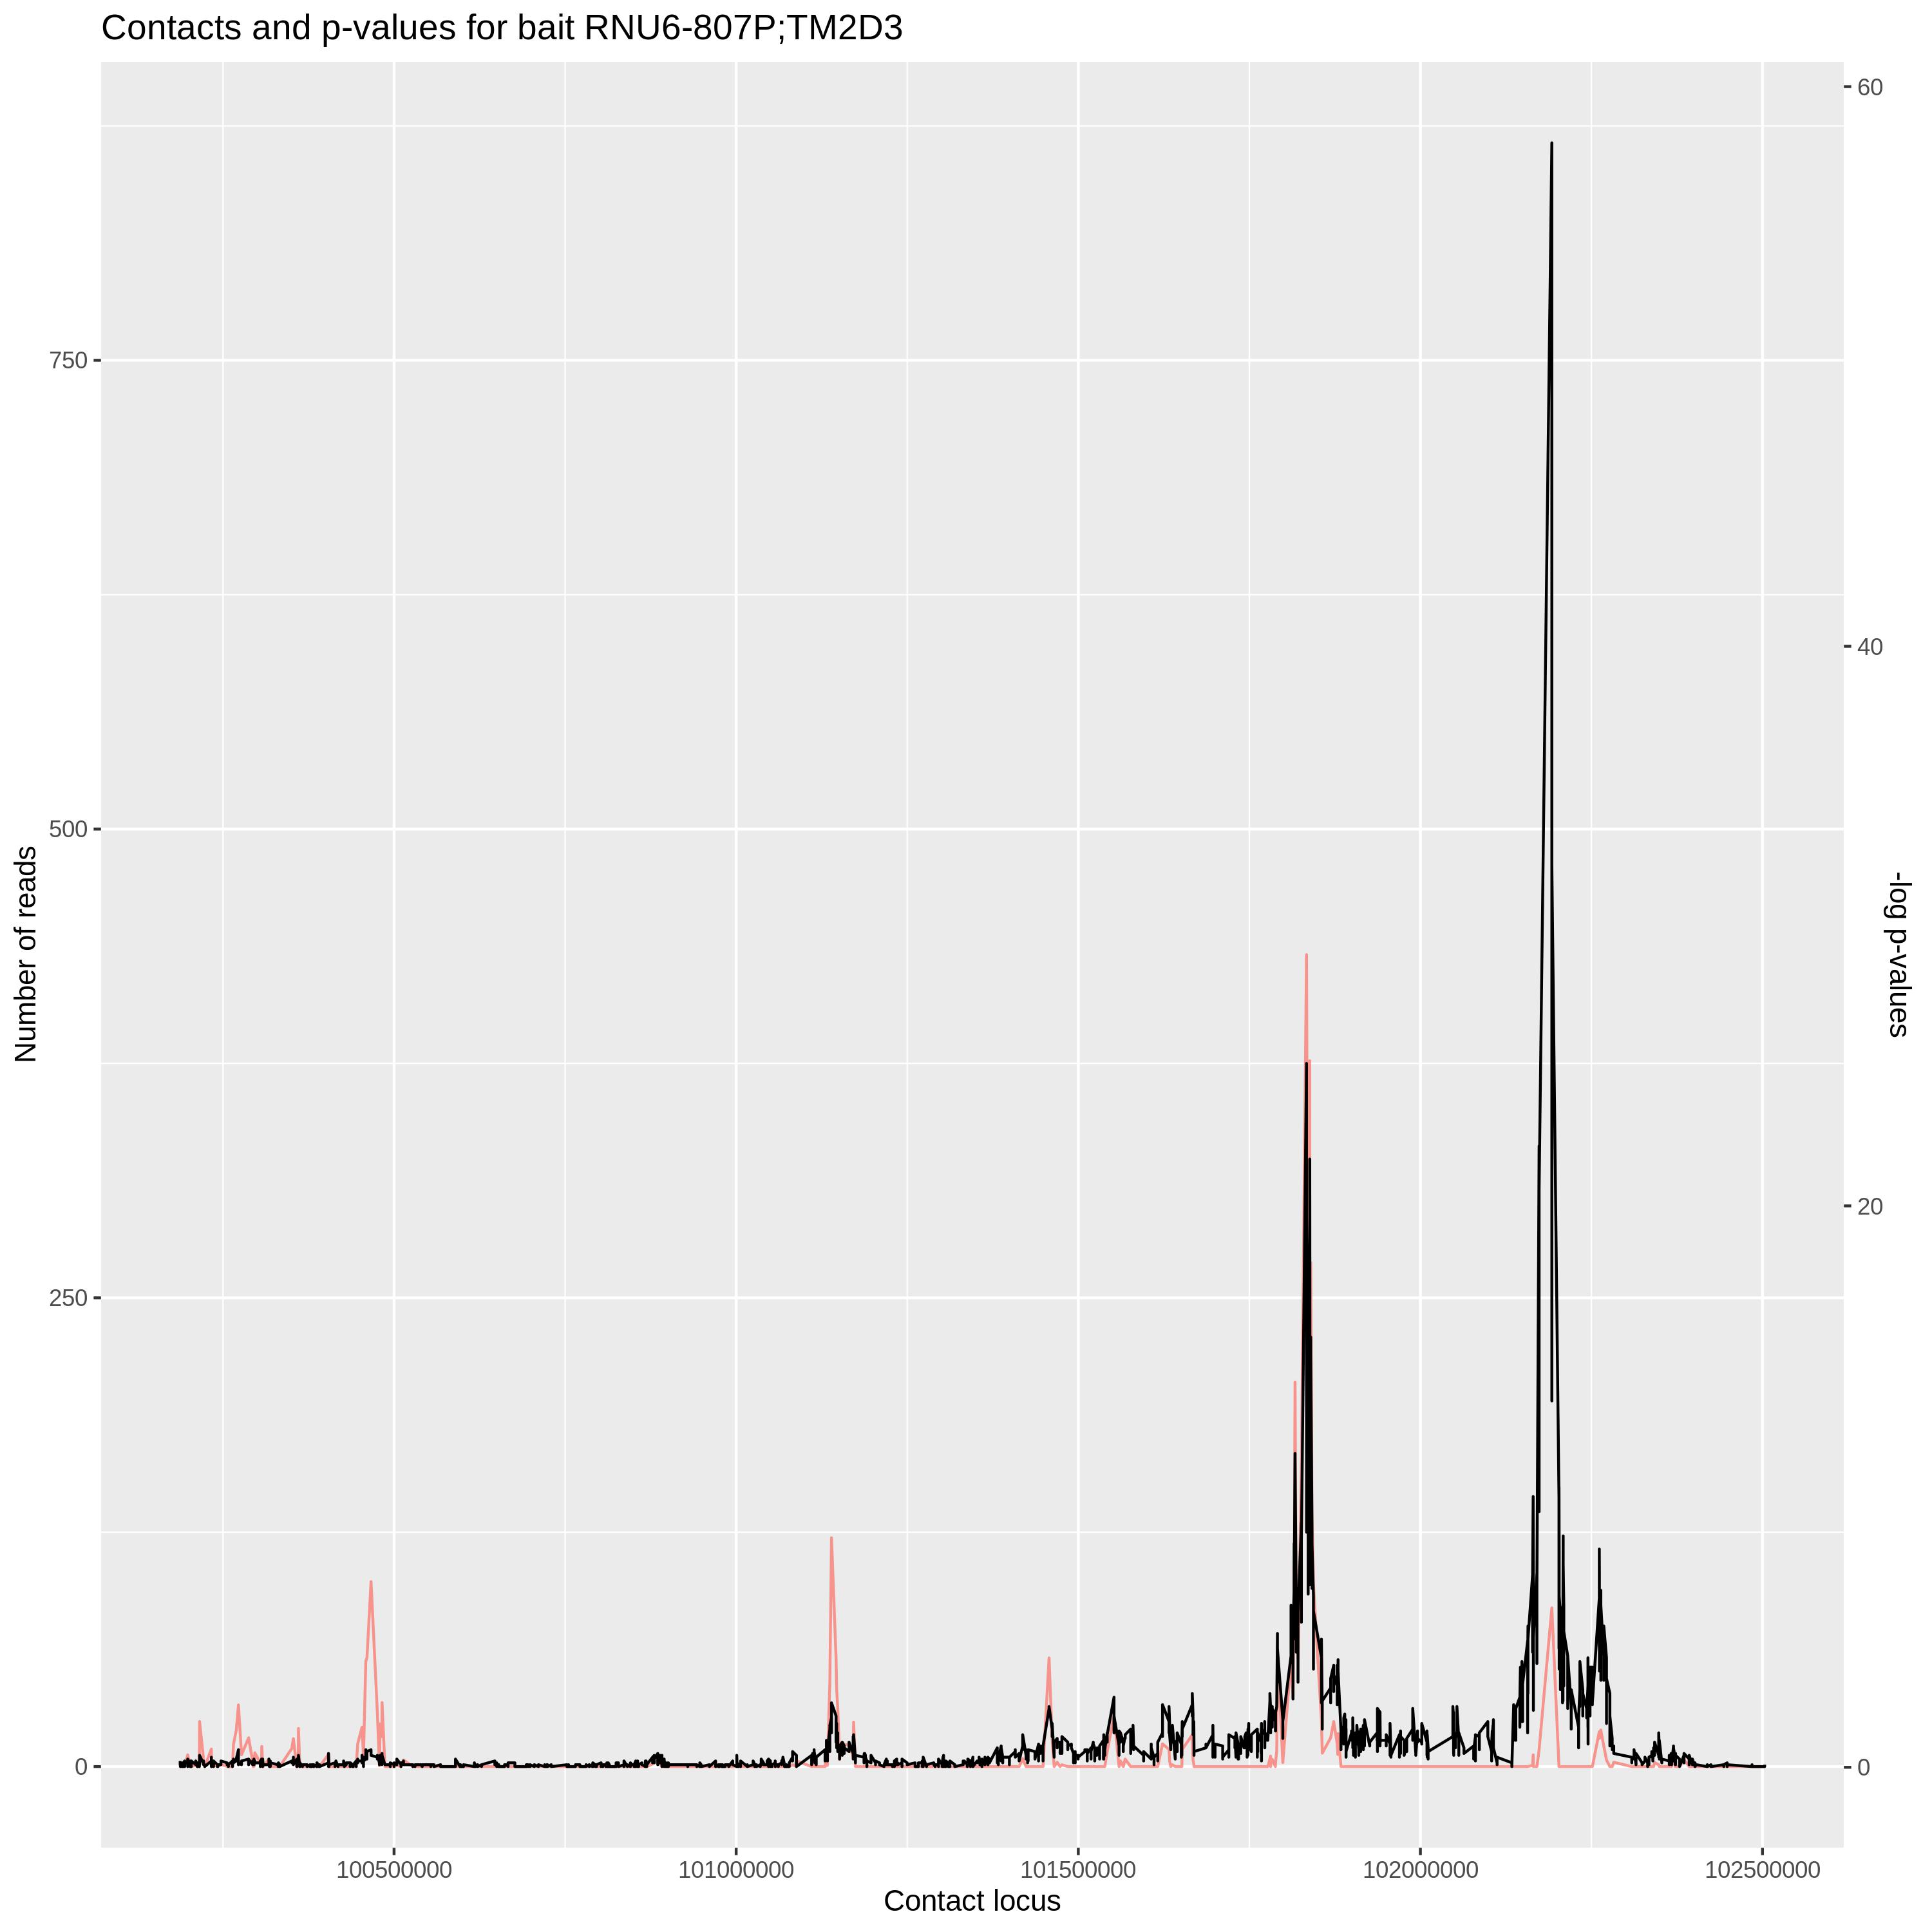 Contacts and p-values for bait RNU6-807P;TM2D3
60
750
40
500
Number of reads
-log p-values
20
250
0
0
100500000 101000000 101500000 102000000 102500000
Contact locus